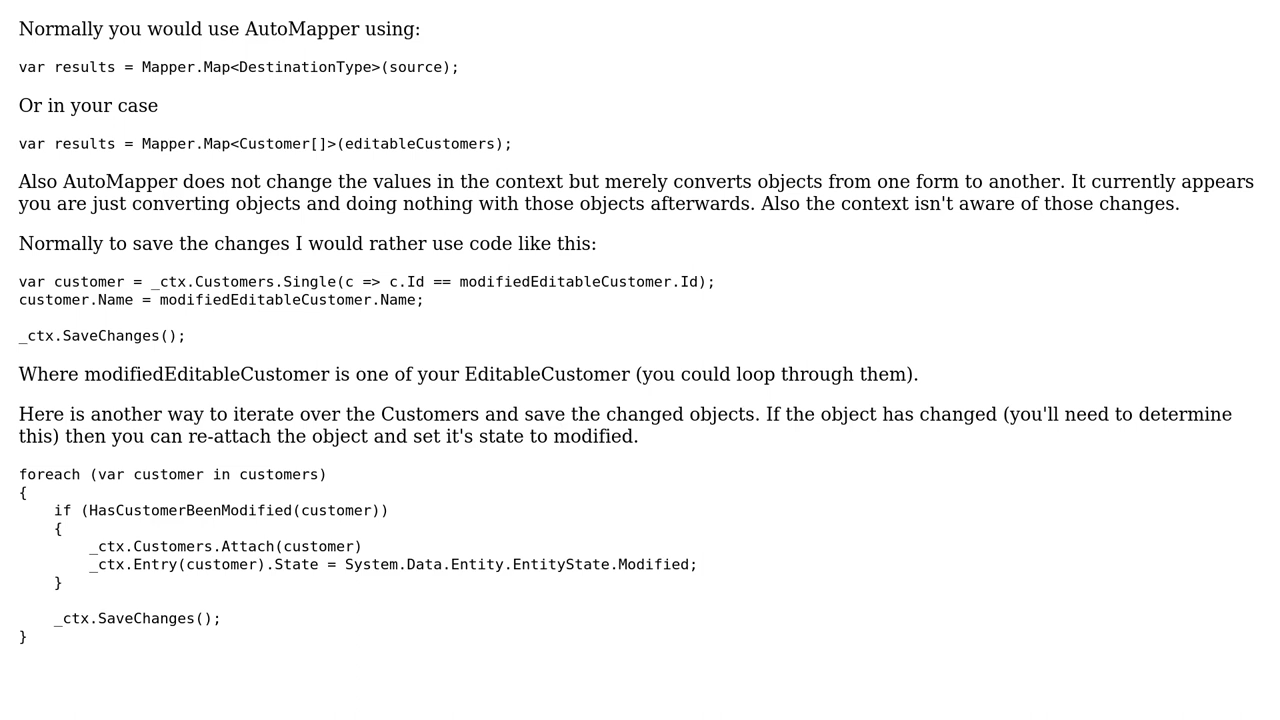 Normally you would use AutoMapper using:
var results = Mapper.Map<DestinationType>(source);
Or in your case
var results = Mapper.Map<Customer[]>(editableCustomers);
Also AutoMapper does not change the values in the context but merely converts objects from one form to another. It currently appears
you are just converting objects and doing nothing with those objects afterwards. Also the context isn't aware of those changes.
Normally to save the changes I would rather use code like this:
var customer = _ctx.Customers.Single(c => c.Id == modifiedEditableCustomer.Id);
customer.Name = modifiedEditableCustomer.Name;
_ctx.SaveChanges();
Where modifiedEditableCustomer is one of your EditableCustomer (you could loop through them).
Here is another way to iterate over the Customers and save the changed objects. If the object has changed (you'll need to determine
this) then you can re-attach the object and set it's state to modified.
foreach (var customer in customers)
{
    if (HasCustomerBeenModified(customer))
    {
        _ctx.Customers.Attach(customer)
        _ctx.Entry(customer).State = System.Data.Entity.EntityState.Modified;
    }
    _ctx.SaveChanges();
}